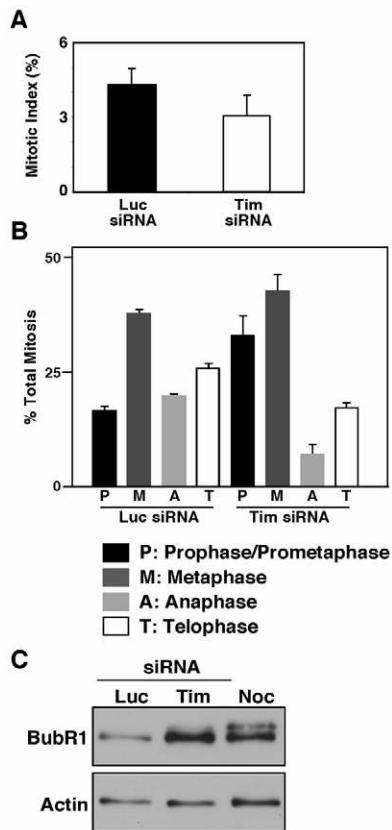 A
Mitotic Index (%)
6
3
0
Luc
siRNA
Tim
siRNA
B
% Total Mitosis
50
25
0
P M A T P M A T
Luc siRNA Tim siRNA
P: Prophase/Prometaphase
M: Metaphase
A: Anaphase
T: Telophase
C
siRNA
Luc Tim Noc
BubR1
Actin